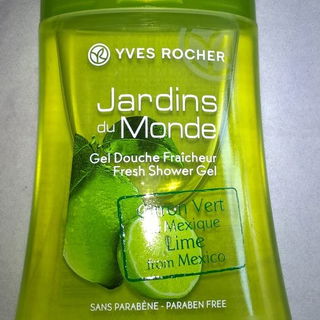 YVES ROCHER
Jardins
du Monde
Gel Douche Fraîcheur
Fresh Shower Gel
Citron Vert
Mexique
Lime
from Mexico
SANS PARABÈNE - PARABEN FREE